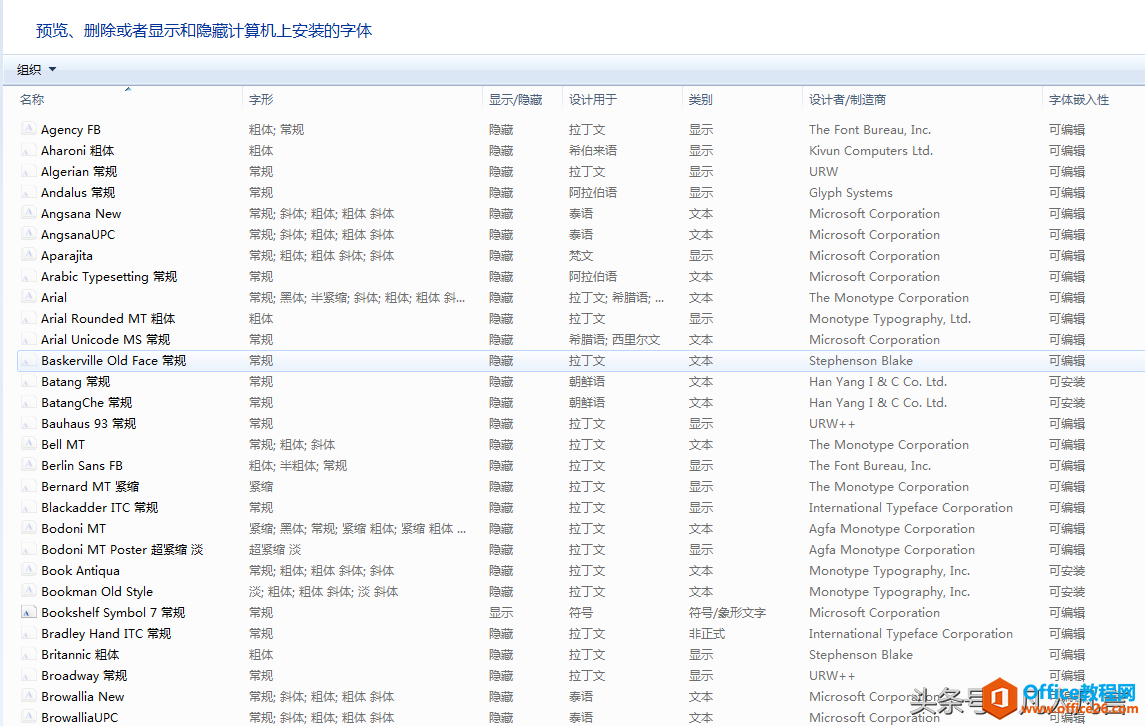 预览、删除或者显示和隐藏计算机上安装的字体
组织
名称 字形 显示/隐藏 设计用于 类别 设计者/制造商 字体嵌入性
Agency FB 粗体; 常规 隐藏 拉丁文 显示 The Font Bureau, Inc. 可编辑
Aharoni 粗体 粗体 隐藏 希伯来语 显示 Kivun Computers Ltd. 可编辑
Algerian 常规 常规 隐藏 拉丁文 显示 URW 可编辑
Andalus 常规 常规 隐藏 阿拉伯语 显示 Glyph Systems 可编辑
Angsana New 常规; 斜体; 粗体; 粗体 斜体 隐藏 泰语 文本 Microsoft Corporation 可编辑
AngsanaUPC 常规; 斜体; 粗体; 粗体 斜体 隐藏 泰语 文本 Microsoft Corporation 可编辑
Aparajita 常规; 粗体; 粗体 斜体; 斜体 隐藏 梵文 显示 Microsoft Corporation 可编辑
Arabic Typesetting 常规 常规 隐藏 阿拉伯语 文本 Microsoft Corporation 可编辑
Arial 常规; 黑体; 半紧缩; 斜体; 粗体; 粗体 斜... 隐藏 拉丁文; 希腊语; ... 文本 The Monotype Corporation 可编辑
Arial Rounded MT 粗体 粗体 隐藏 拉丁文 显示 Monotype Typography, Ltd. 可编辑
Arial Unicode MS 常规 常规 隐藏 希腊语; 西里尔文 文本 Microsoft Corporation 可编辑
Baskerville Old Face 常规 常规 隐藏 拉丁文 文本 Stephenson Blake 可编辑
Batang 常规 常规 隐藏 朝鲜语 文本 Han Yang I & C Co. Ltd. 可安装
BatangChe 常规 常规 隐藏 朝鲜语 文本 Han Yang I & C Co. Ltd. 可安装
Bauhaus 93 常规 常规 隐藏 拉丁文 显示 URW++ 可编辑
Bell MT 常规; 粗体; 斜体 隐藏 拉丁文 文本 The Monotype Corporation 可编辑
Berlin Sans FB 粗体; 半粗体; 常规 隐藏 拉丁文 显示 The Font Bureau, Inc. 可编辑
Bernard MT 紧缩 紧缩 隐藏 拉丁文 显示 The Monotype Corporation 可编辑
Blackadder ITC 常规 常规 隐藏 拉丁文 显示 International Typeface Corporation 可编辑
Bodoni MT 紧缩; 黑体; 常规; 紧缩 粗体; 紧缩 粗体 ... 隐藏 拉丁文 文本 Agfa Monotype Corporation 可编辑
Bodoni MT Poster 超紧缩 淡 超紧缩 淡 隐藏 拉丁文 显示 Agfa Monotype Corporation 可编辑
Book Antiqua 常规; 粗体; 粗体 斜体; 斜体 隐藏 拉丁文 文本 Monotype Typography, Inc. 可安装
Bookman Old Style 淡; 粗体; 粗体 斜体; 淡 斜体 隐藏 拉丁文 文本 Monotype Typography, Inc. 可安装
Bookshelf Symbol 7 常规 常规 显示 符号 符号/象形文字 Microsoft Corporation 可编辑
Bradley Hand ITC 常规 常规 隐藏 拉丁文 非正式 International Typeface Corporation 可编辑
Britannic 粗体 粗体 隐藏 拉丁文 显示 Stephenson Blake 可编辑
Broadway 常规 常规 隐藏 拉丁文 显示 URW++ 可编辑
Browallia New 常规; 斜体; 粗体; 粗体 斜体 隐藏 泰语 文本 Microsoft Corporation
BrowalliaUPC 常规; 斜体; 粗体; 粗体 斜体 隐藏 泰语 文本 Microsoft Corporation
头条号
Office教程网
www.office26.com